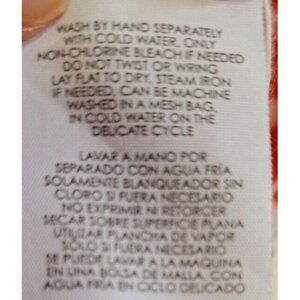 WASH BY HAND SEPARATELY
WITH COLD WATER, ONLY
NON-CHLORINE BLEACH IF NEEDED
DO NOT TWIST OR WRING
LAY FLAT TO DRY. STEAM IRON
IF NEEDED, CAN BE MACHINE
WASHED IN A MESH BAG.
IN COLD WATER ON THE
DELICATE CYCLE
LAVAR A MANO POR
SEPARADO CON AGUA FRÍA
SOLAMENTE BLANQUEADOR SIN
CLORO SI FUERA NECESARIO
NO EXPRIMIR NI RETORCER
SECAR SOBRE SUPERFICIE PLANA
UTILIZAR PLANCHA DE VAPOR
SÓLO SI FUERA NECESARIO
SE PUEDE LAVAR A LA MAQUINA
EN UNA BOLSA DE MALLA. CON
AGUA FRÍA EN CICLO DELICADO